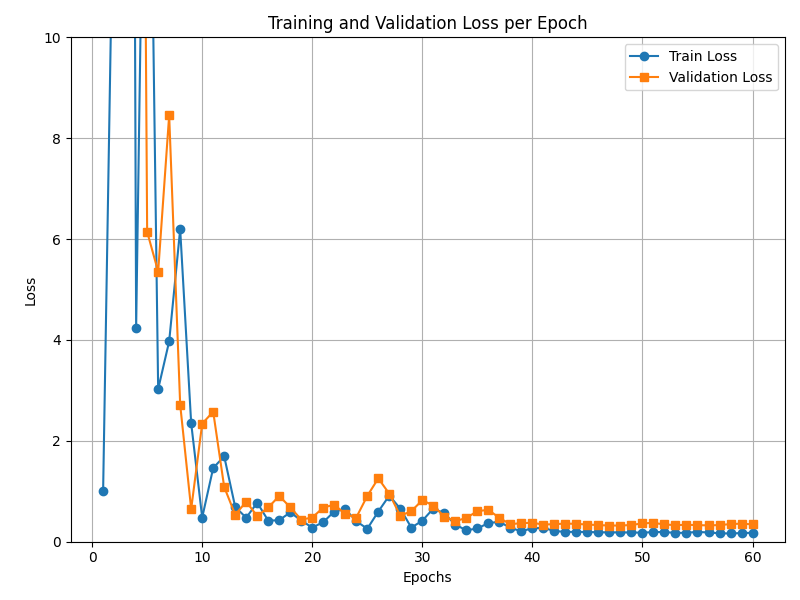 Training and Validation Loss per Epoch
Train Loss
Validation Loss
Loss
10
8
6
4
2
0
0 10 20 30 40 50 60
Epochs